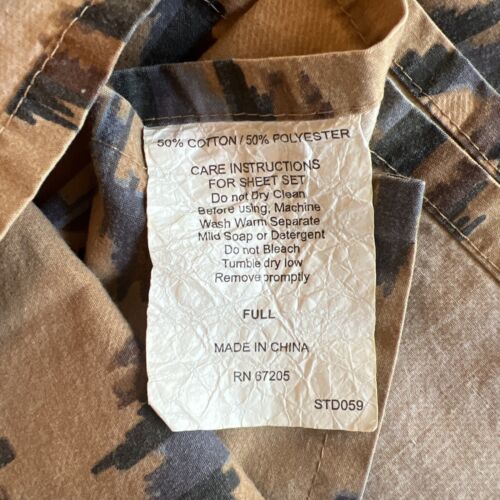 50% COTTON / 50% POLYESTER
CARE INSTRUCTIONS
FOR SHEET SET
Do not Dry Clean
Before using, Machine
Wash Warm Separate
Mild Soap or Detergent
Do not Bleach
Tumble dry low
Remove promptly
FULL
MADE IN CHINA
RN 67205
STD059